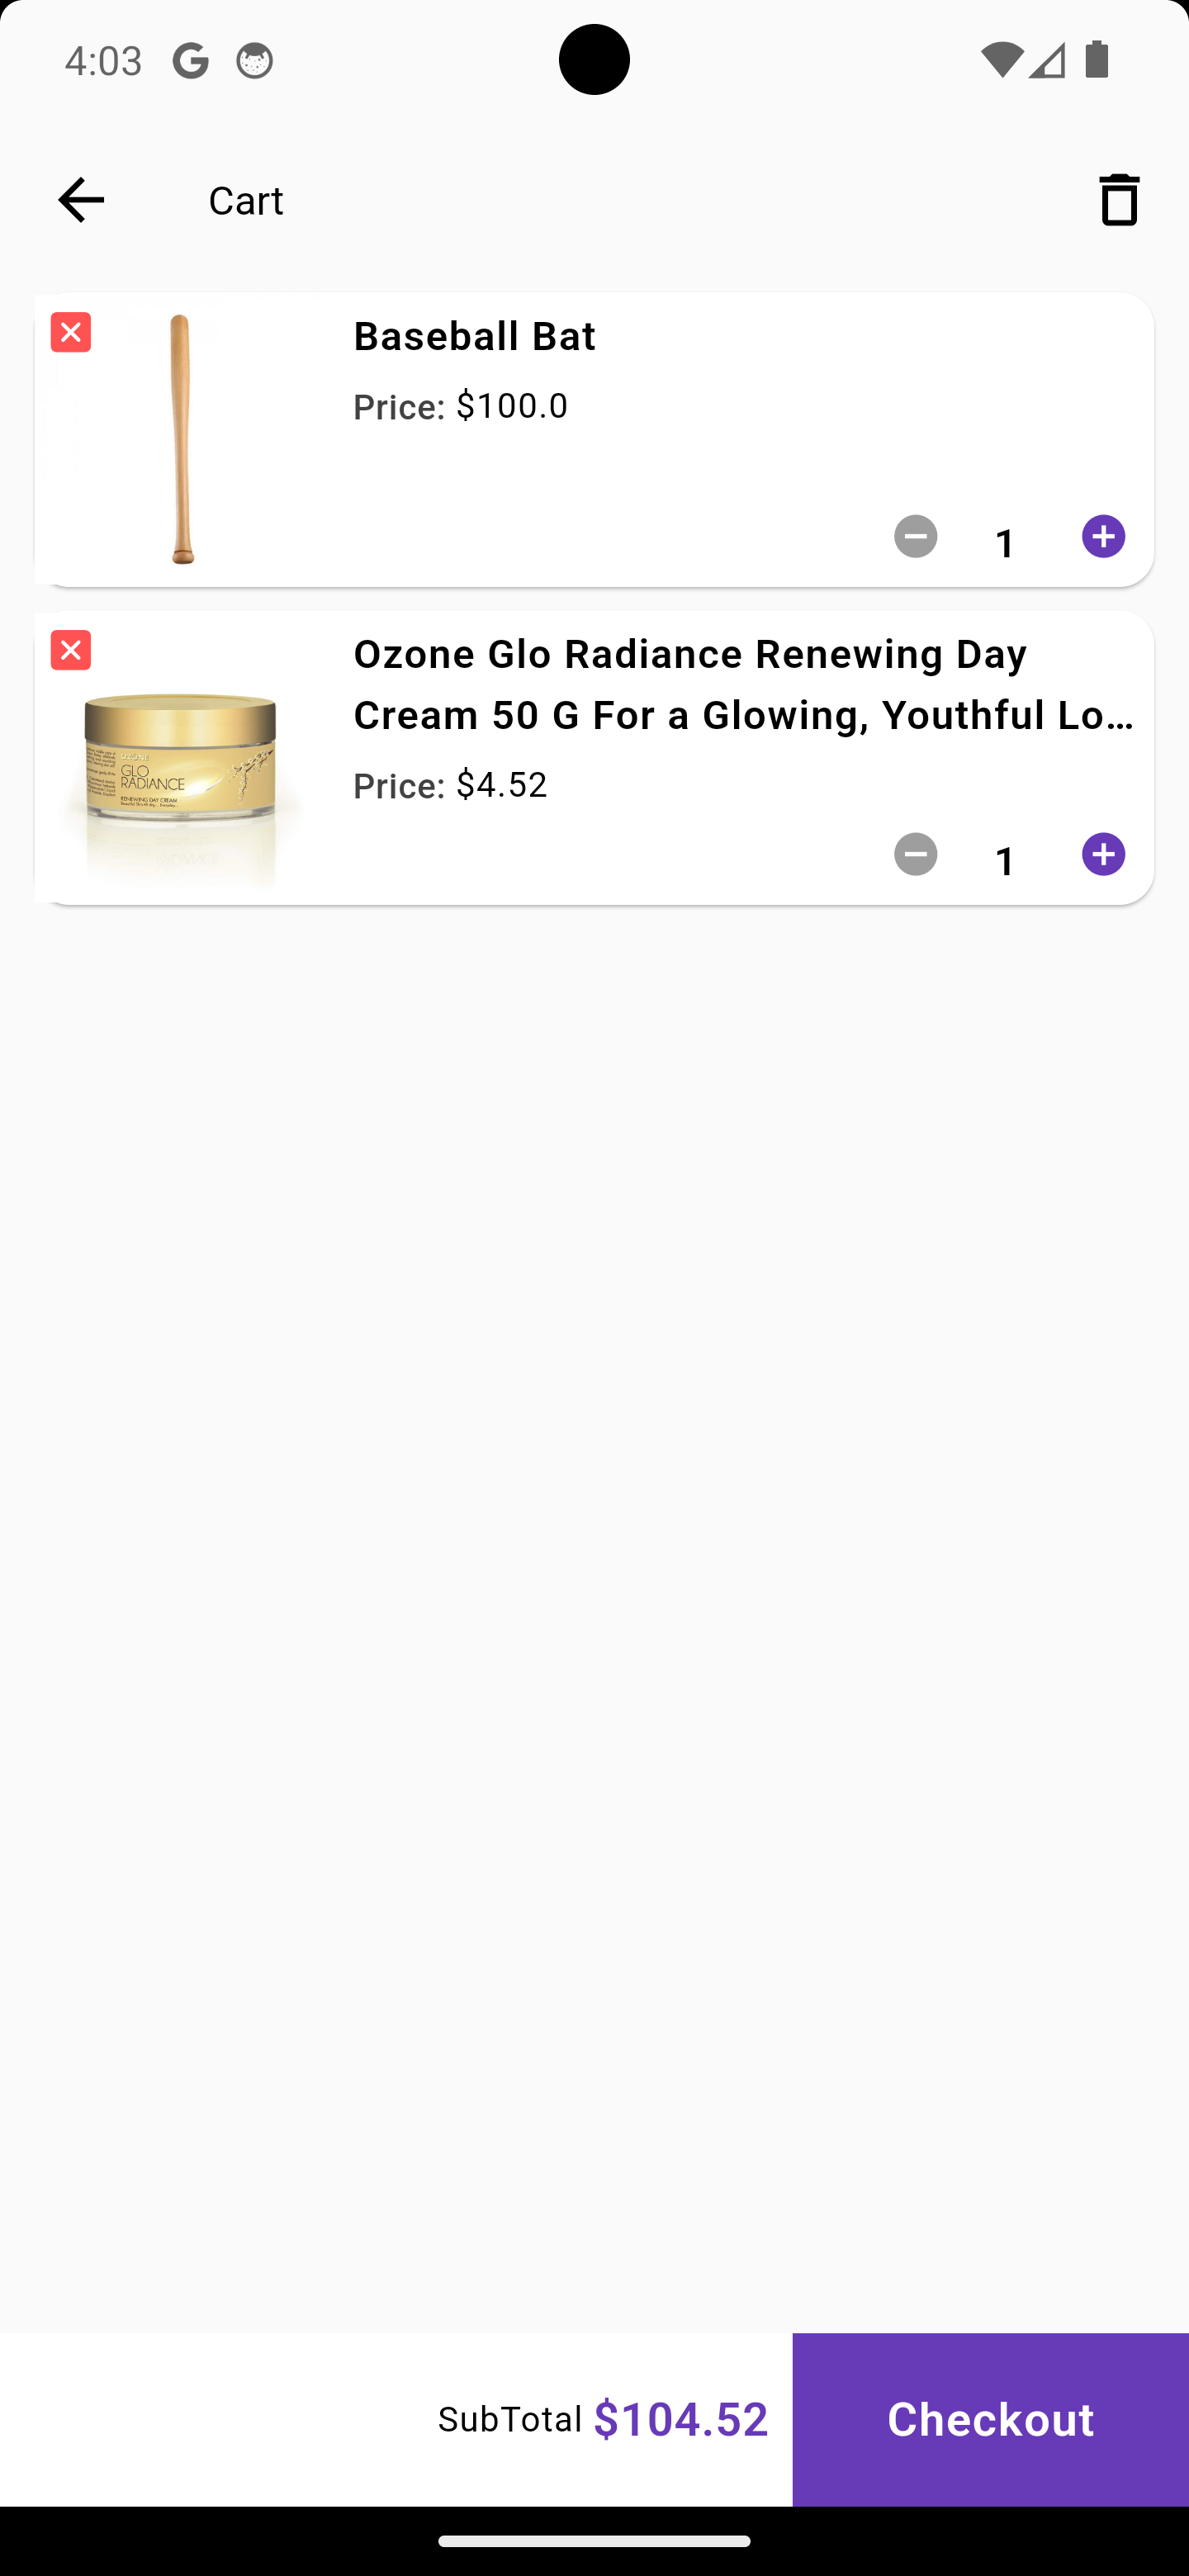 4:03
Cart
Baseball Bat
Price: $100.0
1
Ozone Glo Radiance Renewing Day
Cream 50 G For a Glowing, Youthful Lo...
Price: $4.52
1
OZONE
GLO
RADIANCE
RENEWING DAY CREAM
SubTotal $104.52
Checkout